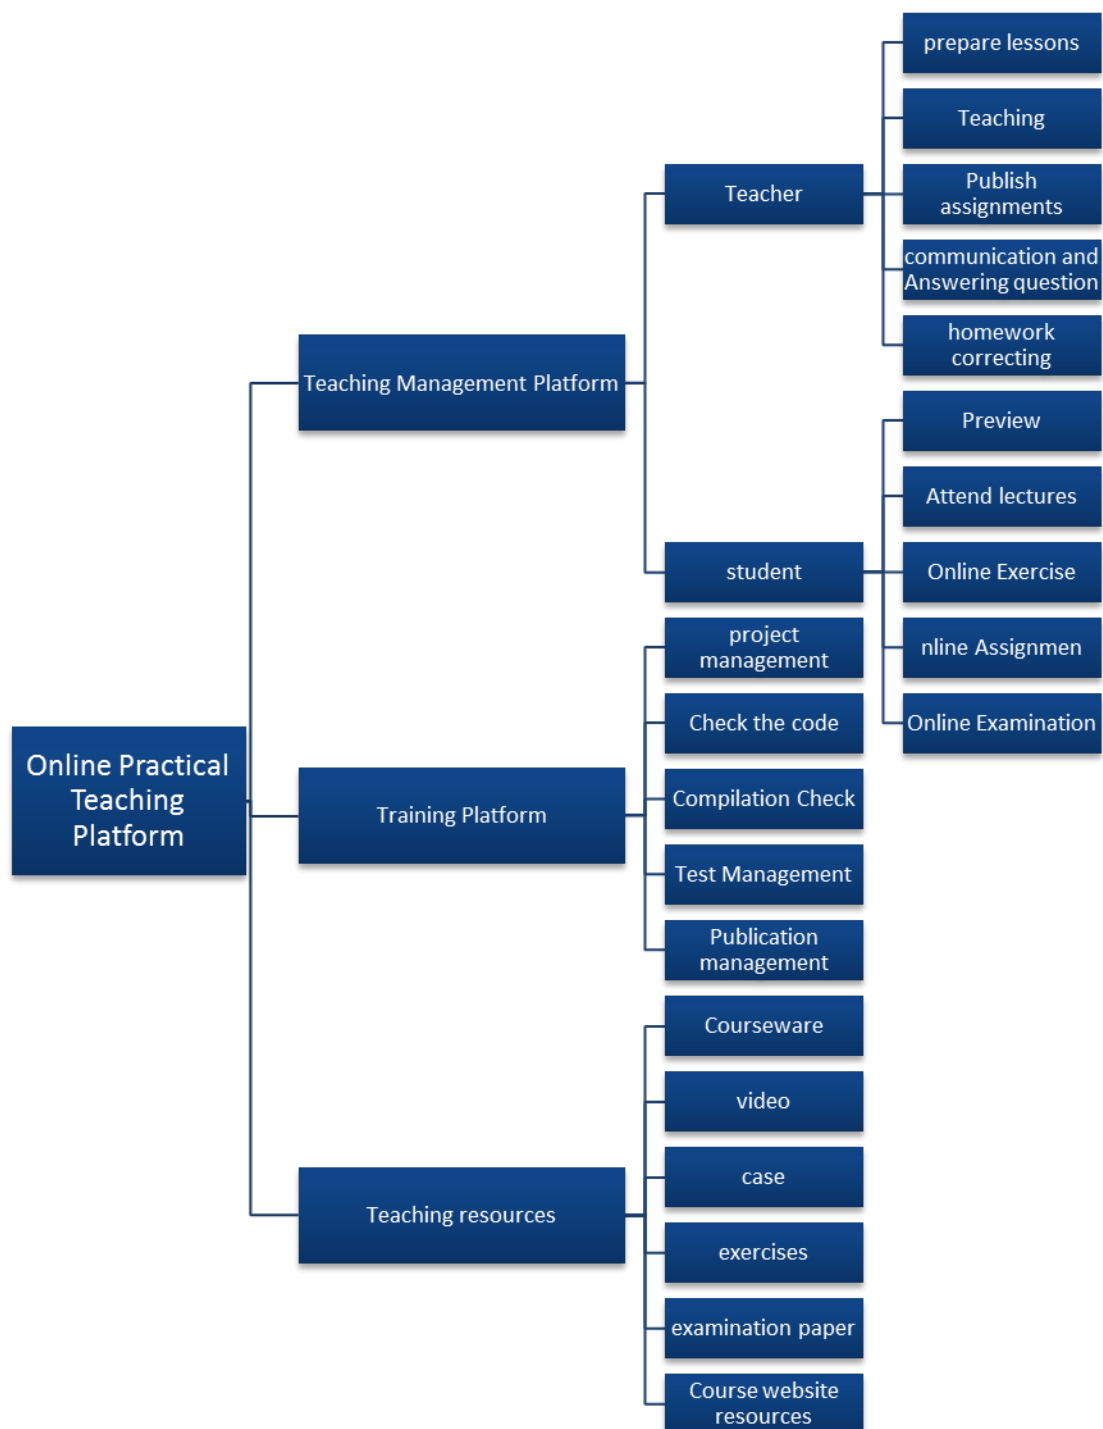 Online Practical
Teaching
Platform
Teaching Management Platform
Teacher
prepare lessons
Teaching
Publish
assignments
communication and
Answering question
homework
correcting
student
Preview
Attend lectures
Online Exercise
nline Assignmen
Online Examination
Training Platform
project
management
Check the code
Compilation Check
Test Management
Publication
management
Teaching resources
Courseware
video
case
exercises
examination paper
Course website
resources